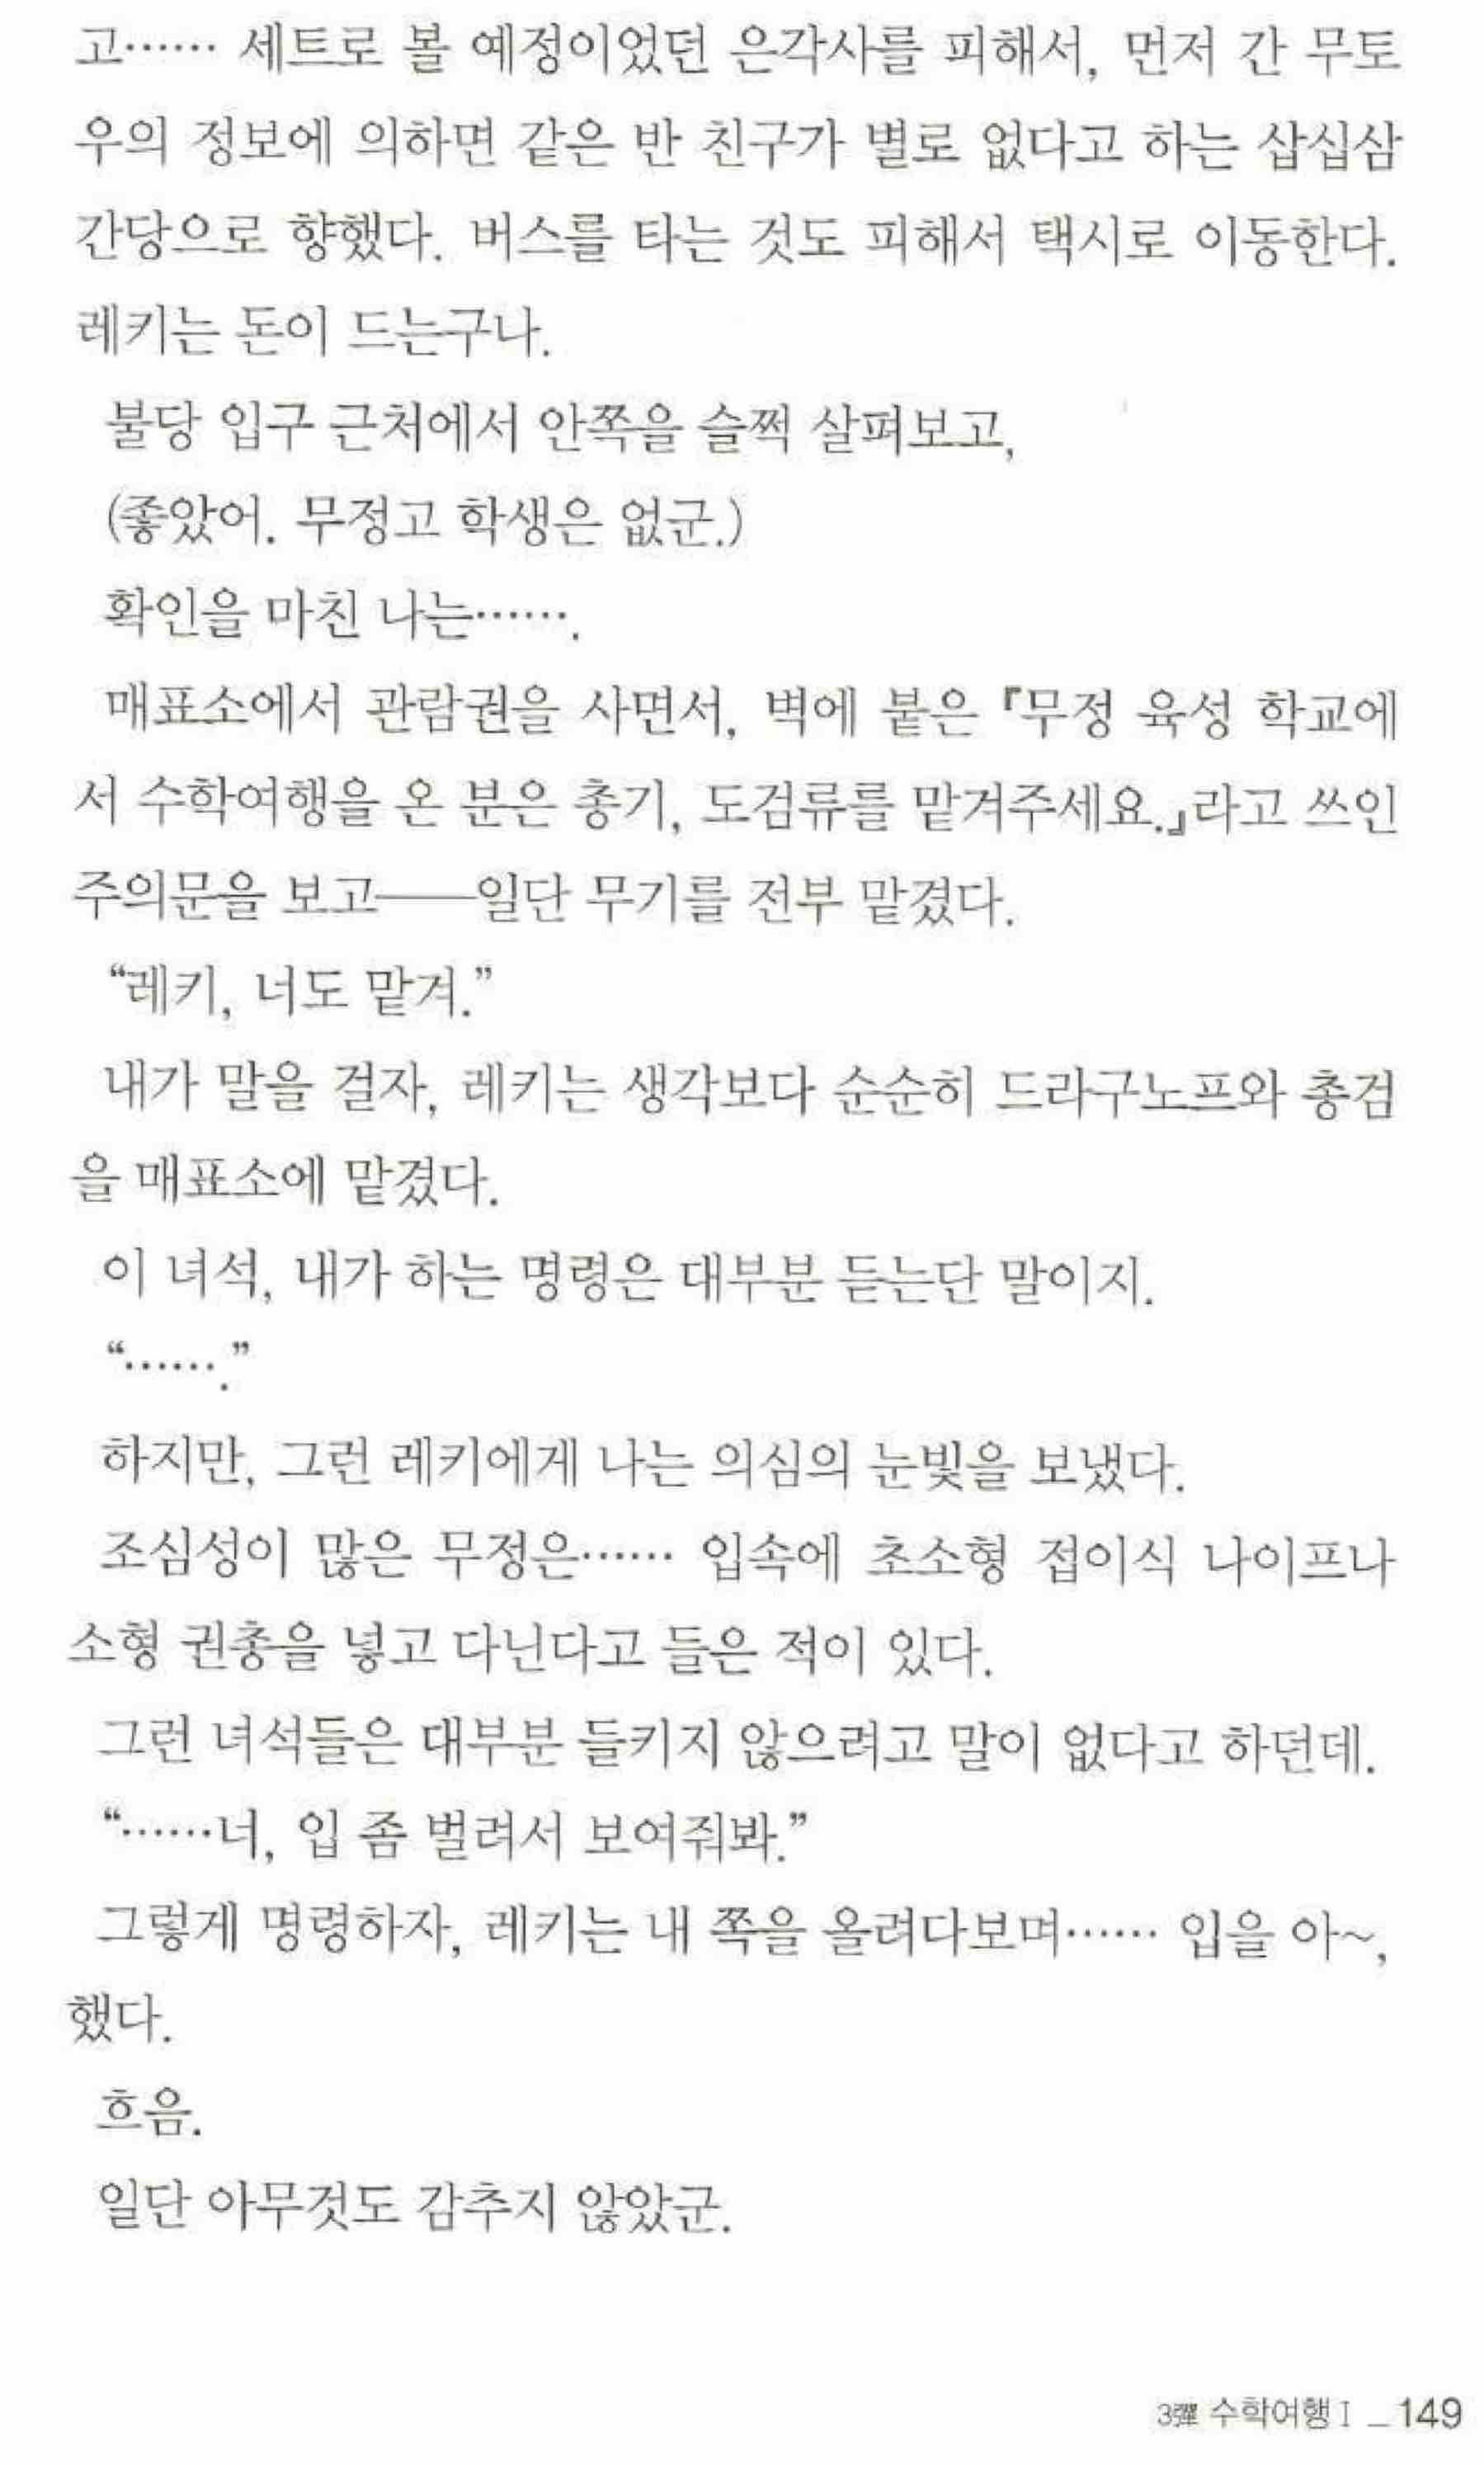 고…… 세트로 볼 예정이었던 은각사를 피해서, 먼저 간 무토
우의 정보에 의하면 같은 반 친구가 별로 없다고 하는 삽십삼
간당으로 향했다. 버스를 타는 것도 피해서 택시로 이동한다.
레키는 돈이 드는구나.
불당 입구 근처에서 안쪽을 슬쩍 살펴보고,
(좋았어. 무정고 학생은 없군.)
확인을 마친 나는…….
매표소에서 관람권을 사면서, 벽에 붙은 『무정 육성 학교에
서 수학여행을 온 분은 총기, 도검류를 맡겨주세요.』라고 쓰인
주의문을 보고──일단 무기를 전부 맡겼다.
“레키, 너도 맡겨.”
내가 말을 걸자, 레키는 생각보다 순순히 드라구노프와 총검
을 매표소에 맡겼다.
이 녀석, 내가 하는 명령은 대부분 듣는단 말이지.
“…….”
하지만, 그런 레키에게 나는 의심의 눈빛을 보냈다.
조심성이 많은 무정은…… 입속에 초소형 접이식 나이프나
소형 권총을 넣고 다닌다고 들은 적이 있다.
그런 녀석들은 대부분 들키지 않으려고 말이 없다고 하던데.
“……너, 입 좀 벌려서 보여줘봐.”
그렇게 명령하자, 레키는 내 쪽을 올려다보며…… 입을 아~,
했다.
흐음.
일단 아무것도 감추지 않았군.
3彈 수학여행Ⅰ _ 149